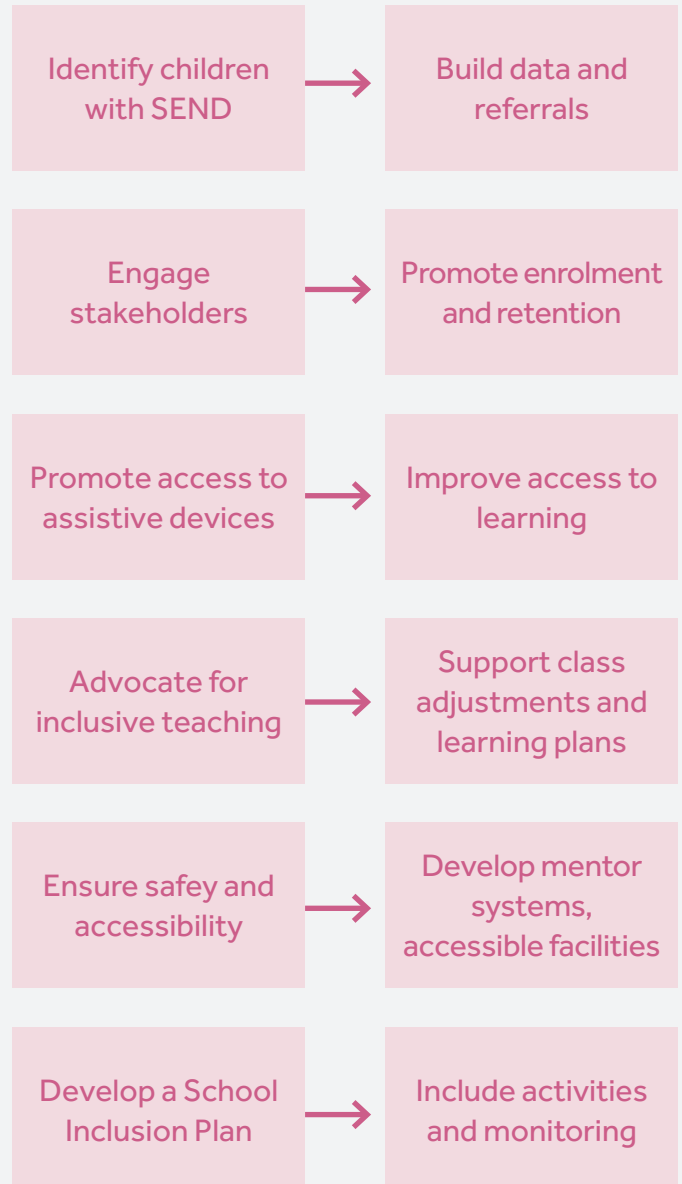 Identify children
with SEND
Build data and
referrals
Engage
stakeholders
Promote enrolment
and retention
Promote access to
assistive devices
Improve access to
learning
Advocate for
inclusive teaching
Support class
adjustments and
learning plans
Ensure safey and
accessibility
Develop mentor
systems,
accessible facilities
Develop a School
Inclusion Plan
Include activities
and monitoring